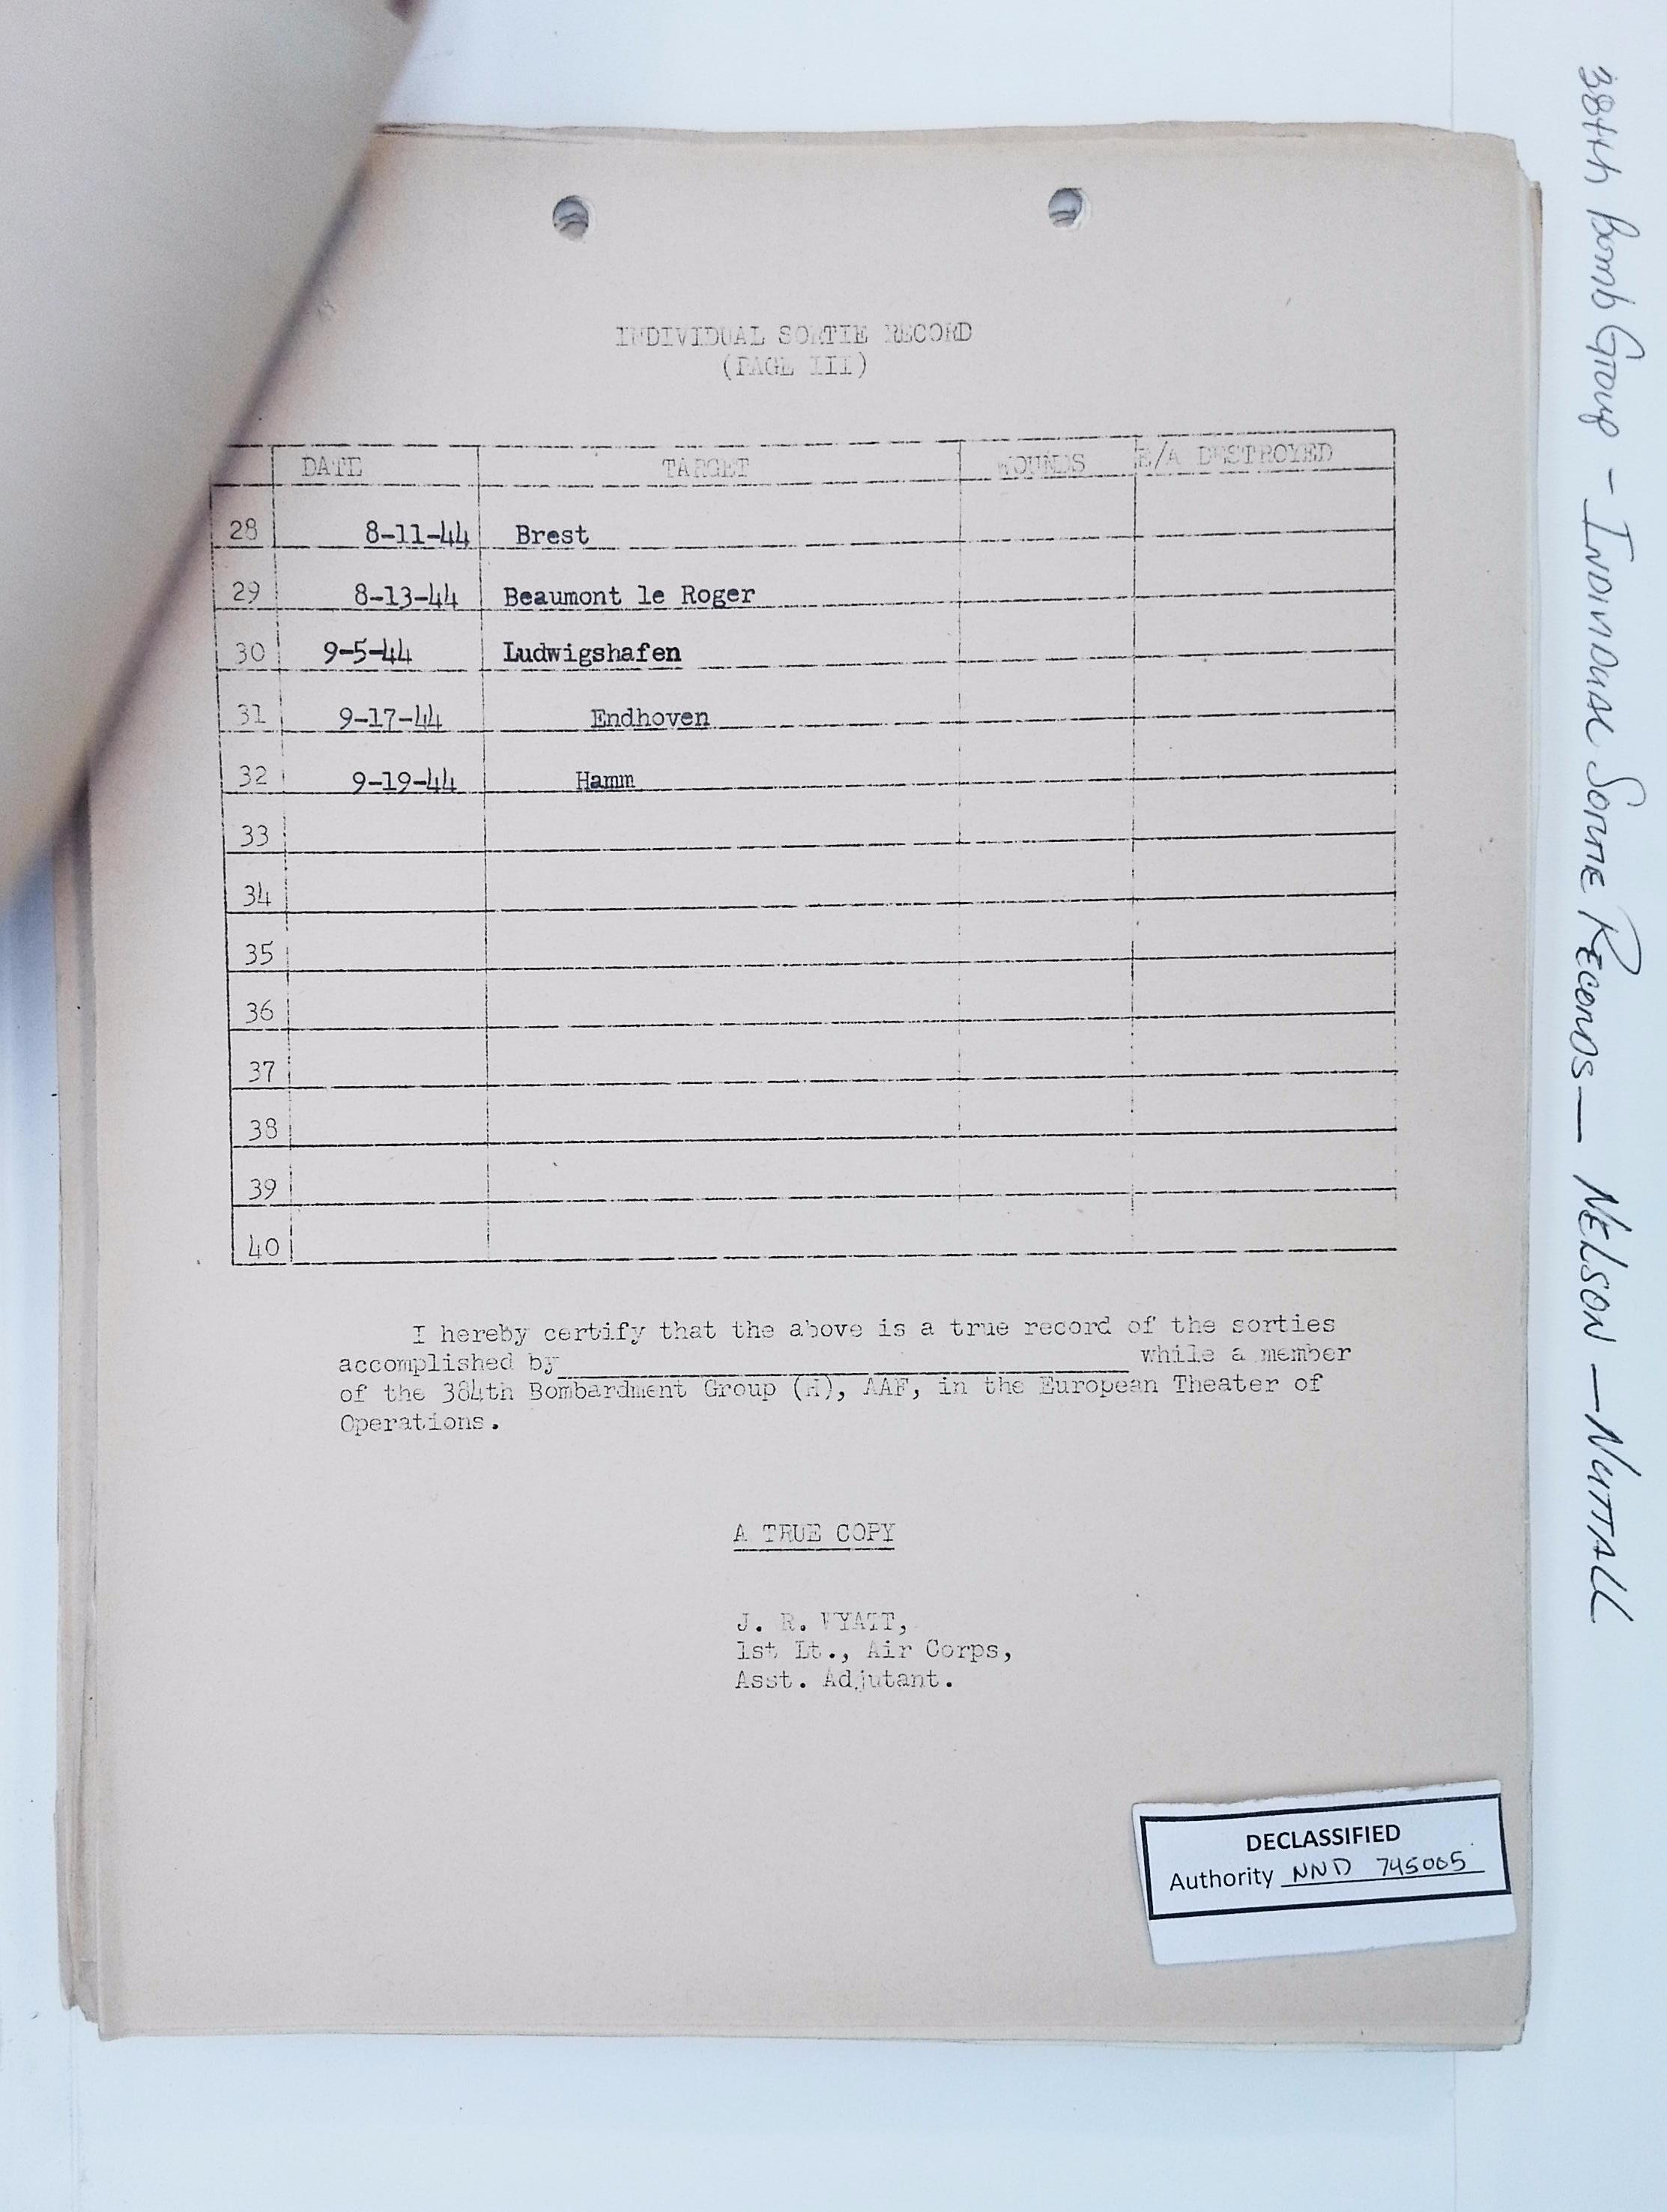 INDIVIDUAL SORTIE RECORD
(PAGE III)
DATE TARGET WOUNDS E/A DESTROYED
28 8-11-44 Brest
29 8-13-44 Beaumont le Roger
30 9-5-44 Ludwigshafen
31 9-17-44 Endhoven
32 9-19-44 Hamm
33
34
35
36
37
38
39
40
I hereby certify that the above is a true record of the sorties
accomplished by while a member
of the 384th Bombardment Group (H), AAF, in the European Theater of
Operations.
A TRUE COPY
J. R. WYATT,
1st Lt., Air Corps,
Asst. Adjutant.
DECLASSIFIED
Authority NND 745005
384th Bomb Group - INDIVIDUAL SORTIE RECORDS — NELSON — NUTTALL